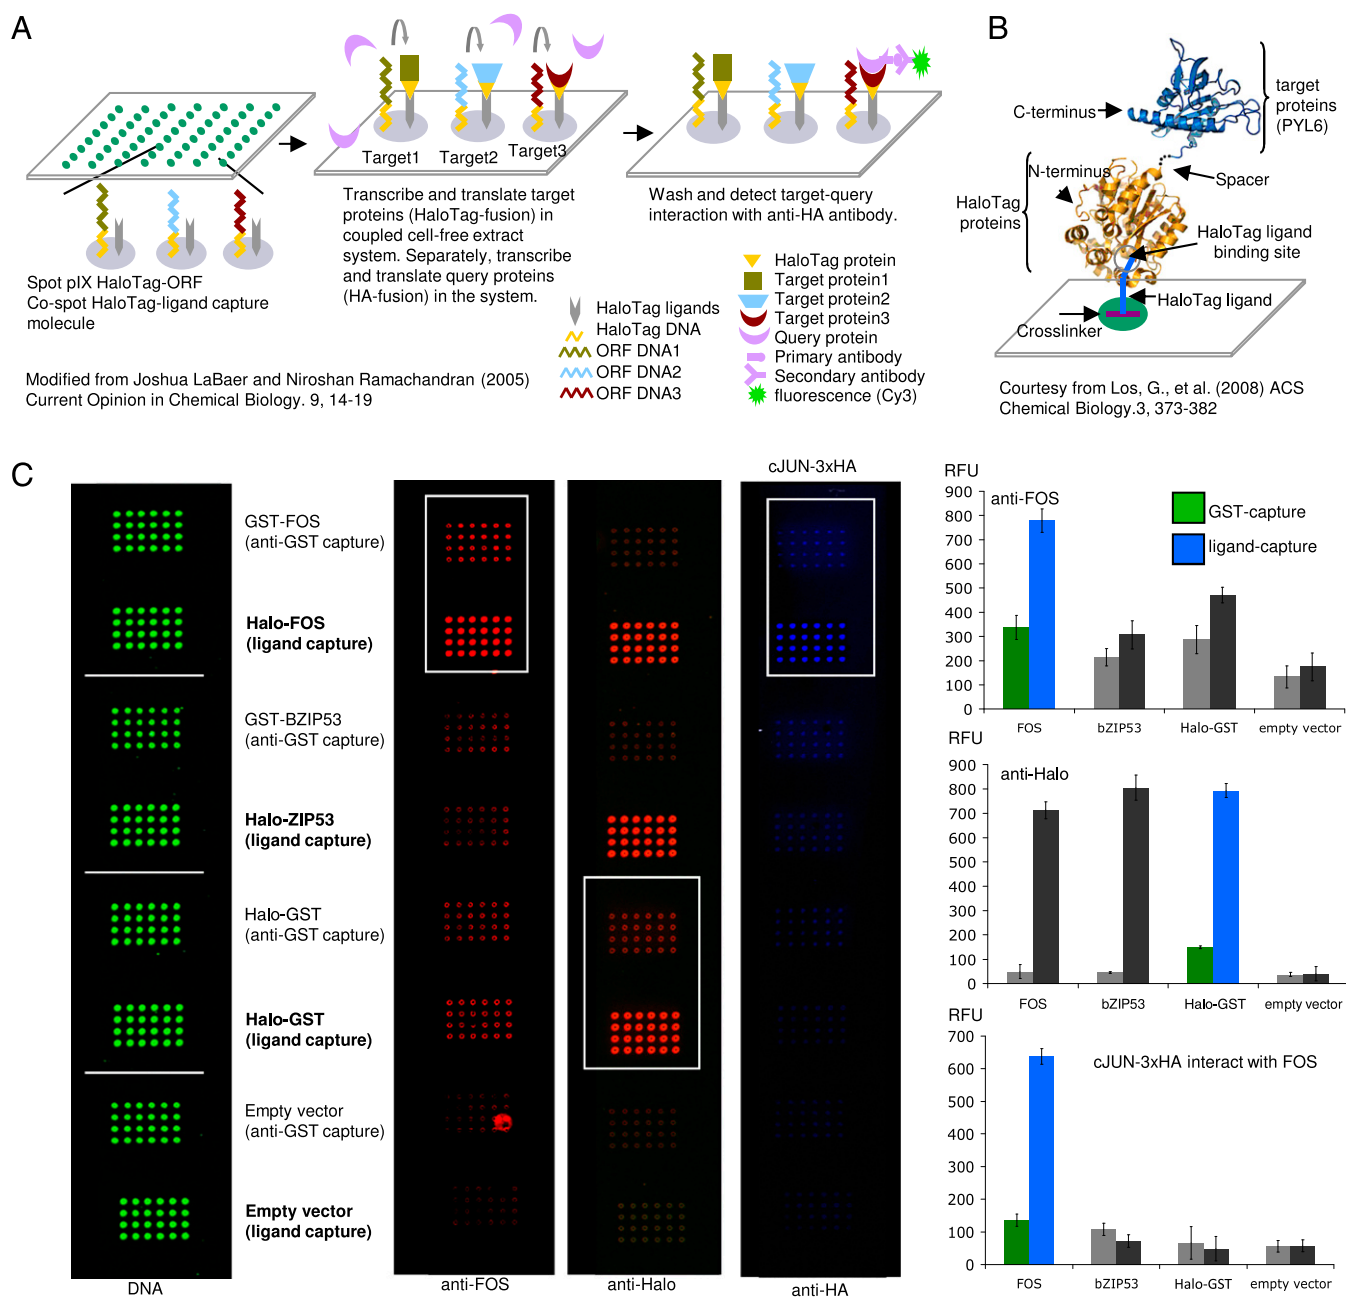 A
Target1
Target2
Target3
Spot pIX HaloTag-ORF
Co-spot HaloTag-ligand capture
molecule
Transcribe and translate target
proteins (HaloTag-fusion) in
coupled cell-free extract
system. Separately, transcribe
and translate query proteins
(HA-fusion) in the system.
Wash and detect target-query
interaction with anti-HA antibody.
HaloTag ligands
HaloTag DNA
ORF DNA1
ORF DNA2
ORF DNA3
HaloTag protein
Target protein1
Target protein2
Target protein3
Query protein
Primary antibody
Secondary antibody
fluorescence (Cy3)
Modified from Joshua LaBaer and Niroshan Ramachandran (2005)
Current Opinion in Chemical Biology. 9, 14-19
B
C-terminus
target
proteins
(PYL6)
N-terminus
Spacer
HaloTag
proteins
HaloTag ligand
binding site
HaloTag ligand
Crosslinker
Courtesy from Los, G., et al. (2008) ACS
Chemical Biology.3, 373-382
C
cJUN-3xHA
GST-FOS
(anti-GST capture)
Halo-FOS
(ligand capture)
GST-BZIP53
(anti-GST capture)
Halo-ZIP53
(ligand capture)
Halo-GST
(anti-GST capture)
Halo-GST
(ligand capture)
Empty vector
(anti-GST capture)
Empty vector
(ligand capture)
DNA
anti-FOS
anti-Halo
anti-HA
RFU
anti-FOS
GST-capture
ligand-capture
900
800
700
600
500
400
300
200
100
0
FOS bZIP53 Halo-GST empty vector
RFU
anti-Halo
900
800
700
600
500
400
300
200
100
0
FOS bZIP53 Halo-GST empty vector
RFU
cJUN-3xHA interact with FOS
700
600
500
400
300
200
100
0
FOS bZIP53 Halo-GST empty vector